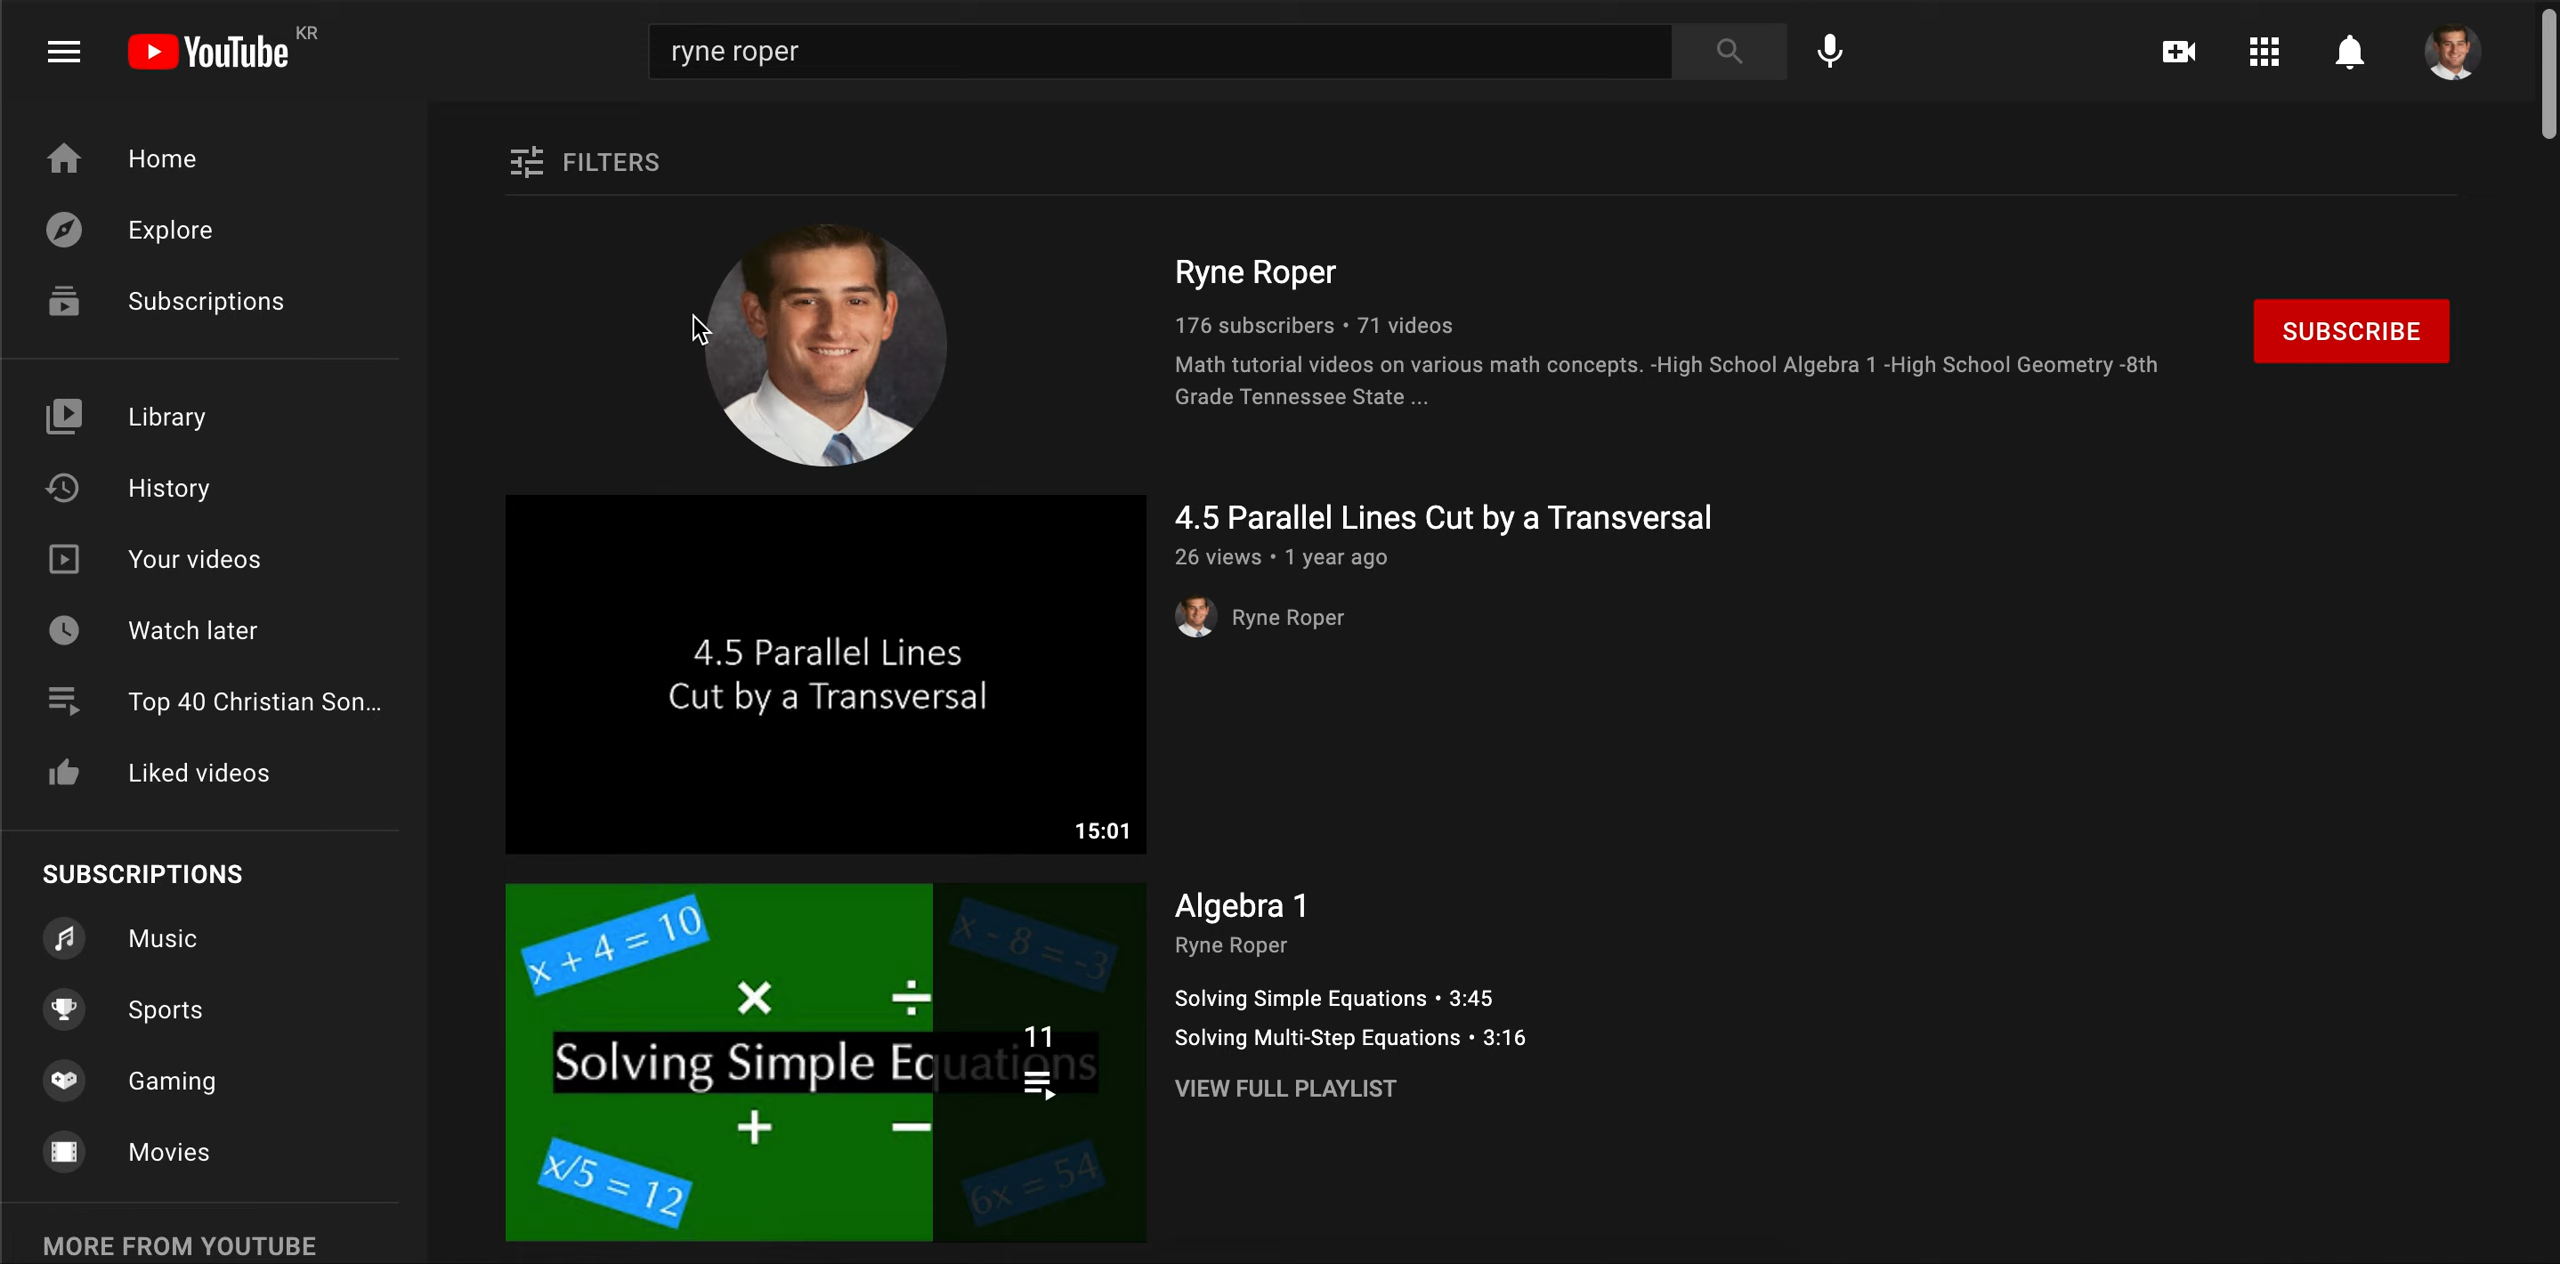 YouTube KR
ryne roper
Home
Explore
Subscriptions
Library
History
Your videos
Watch later
Top 40 Christian Son...
Liked videos
SUBSCRIPTIONS
Music
Sports
Gaming
Movies
MORE FROM YOUTUBE
FILTERS
Ryne Roper
176 subscribers • 71 videos
Math tutorial videos on various math concepts. -High School Algebra 1 -High School Geometry -8th
Grade Tennessee State ...
SUBSCRIBE
4.5 Parallel Lines
Cut by a Transversal
15:01
4.5 Parallel Lines Cut by a Transversal
26 views • 1 year ago
Ryne Roper
x + 4 = 10
x - 8 = -3
× ÷
Solving Simple Equations
11
+ −
x/5 = 12
6x = 54
Algebra 1
Ryne Roper
Solving Simple Equations • 3:45
Solving Multi-Step Equations • 3:16
VIEW FULL PLAYLIST